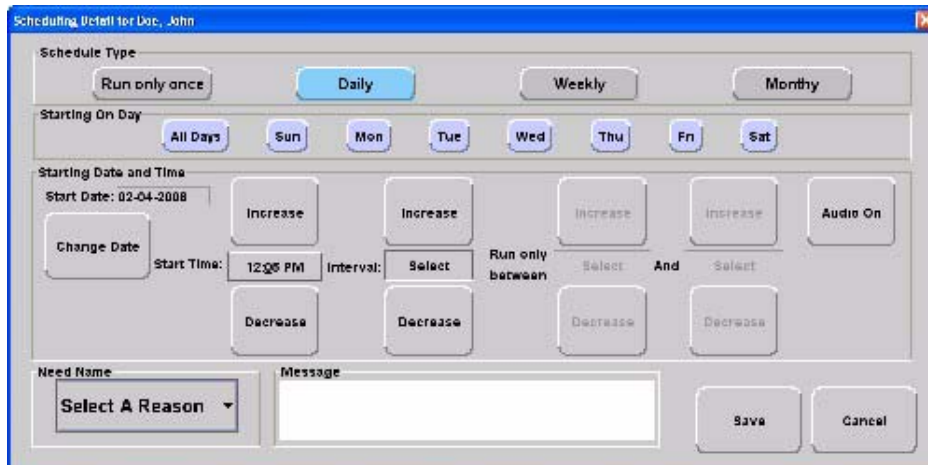 Scheduling Detail for Doe, John
Schedule Type
Run only once Daily Weekly Monthy
Starting On Day
All Days Sun Mon Tue Wed Thu Fri Sat
Starting Date and Time
Start Date: 02-04-2008
Increase Increase Increase Increase Audio On
Change Date
Start Time: 12:05 PM Interval: Select Run only between Select And Select
Decrease Decrease Decrease Decrease
Need Name Message
Select A Reason
Save Cancel